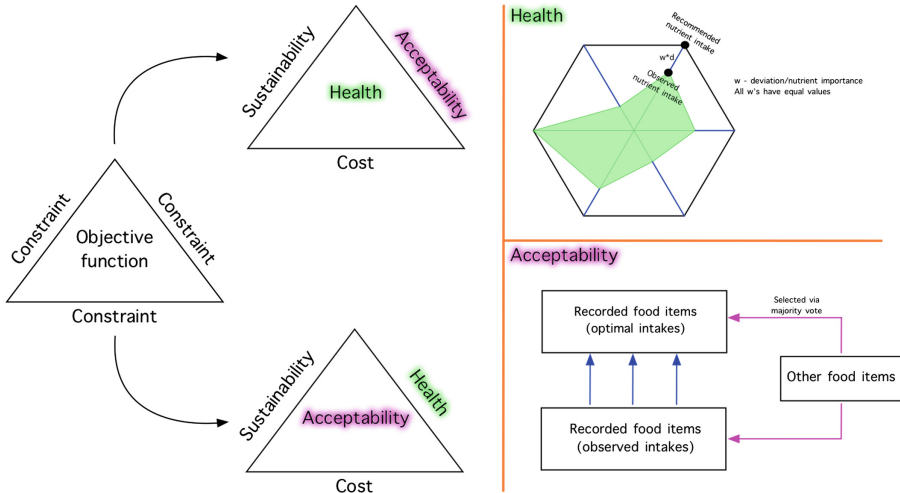 Sustainability
Acceptability
Health
Cost
Constraint
Constraint
Objective
function
Constraint
Sustainability
Health
Acceptability
Cost
Health
Recommended
nutrient intake
w*d
Observed
nutrient intake
w - deviation/nutrient importance
All w's have equal values
Acceptability
Recorded food items
(optimal intakes)
Selected via
majority vote
Other food items
Recorded food items
(observed intakes)